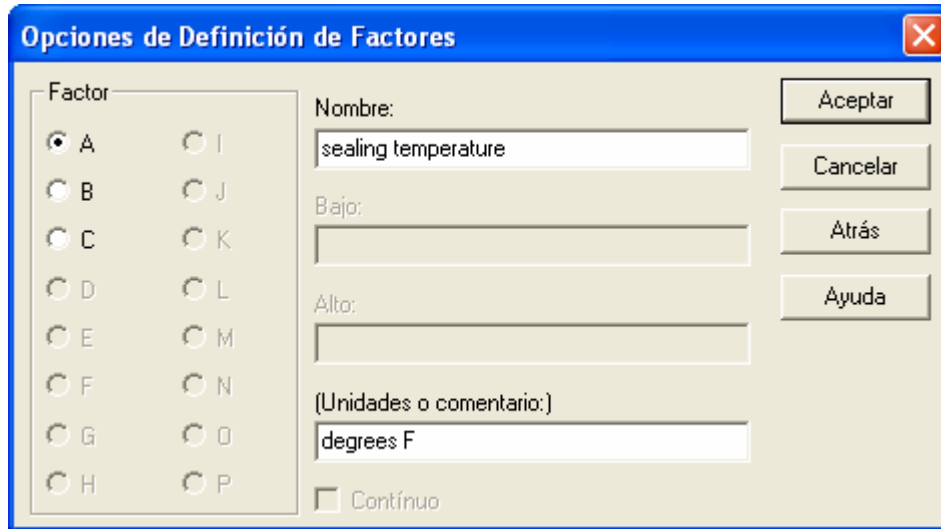 Opciones de Definición de Factores
Factor
A
I
B
J
C
K
D
L
E
M
F
N
G
O
H
P
Nombre:
sealing temperature
Bajo:
Alto:
(Unidades o comentario:)
degrees F
Contínuo
Aceptar
Cancelar
Atrás
Ayuda